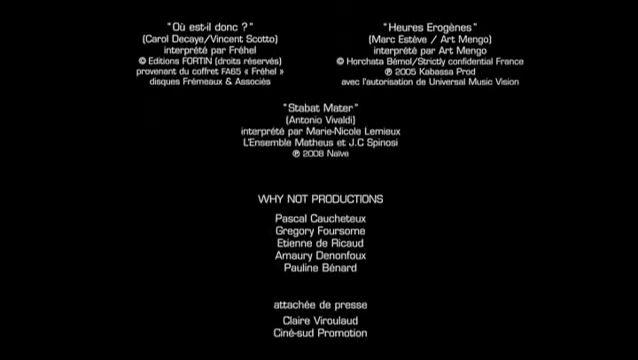 "Où est-il donc ?"
(Carol Decaye/Vincent Scotto)
interprété par Fréhel
© Editions FORTIN (droits réservés)
provenant du coffret FA65 « Fréhel »
disques Frémeaux & Associés
"Heures Erogènes"
(Marc Estève / Art Mengo)
interprété par Art Mengo
© Horchata Bémol/Strictly confidential France
℗ 2005 Kabassa Prod
avec l'autorisation de Universal Music Vision
"Stabat Mater"
(Antonio Vivaldi)
interprété par Marie-Nicole Lemieux
L'Ensemble Matheus et J.C Spinosi
℗ 2008 Naïve
WHY NOT PRODUCTIONS
Pascal Caucheteux
Gregory Foursome
Etienne de Ricaud
Amaury Denonfoux
Pauline Bénard
attachée de presse
Claire Viroulaud
Ciné-sud Promotion